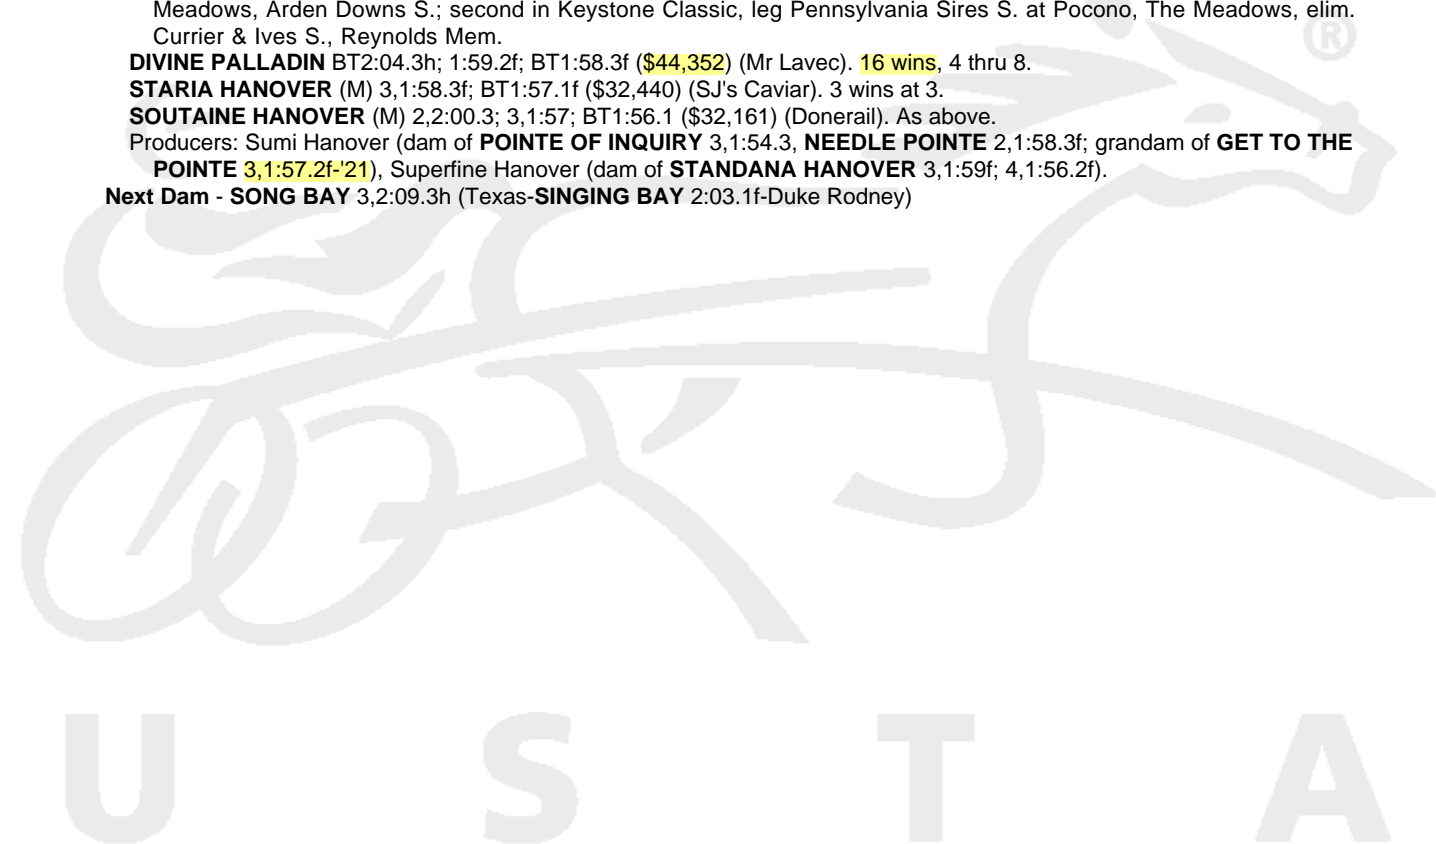 Meadows, Arden Downs S.; second in Keystone Classic, leg Pennsylvania Sires S. at Pocono, The Meadows, elim.
Currier & Ives S., Reynolds Mem.
DIVINE PALLADIN BT2:04.3h; 1:59.2f; BT1:58.3f ($44,352) (Mr Lavec). 16 wins, 4 thru 8.
STARIA HANOVER (M) 3,1:58.3f; BT1:57.1f ($32,440) (SJ's Caviar). 3 wins at 3.
SOUTAINE HANOVER (M) 2,2:00.3; 3,1:57; BT1:56.1 ($32,161) (Donerail). As above.
Producers: Sumi Hanover (dam of POINTE OF INQUIRY 3,1:54.3, NEEDLE POINTE 2,1:58.3f; grandam of GET TO THE
POINTE 3,1:57.2f-'21), Superfine Hanover (dam of STANDANA HANOVER 3,1:59f; 4,1:56.2f).
Next Dam - SONG BAY 3,2:09.3h (Texas-SINGING BAY 2:03.1f-Duke Rodney)
®
U S T A